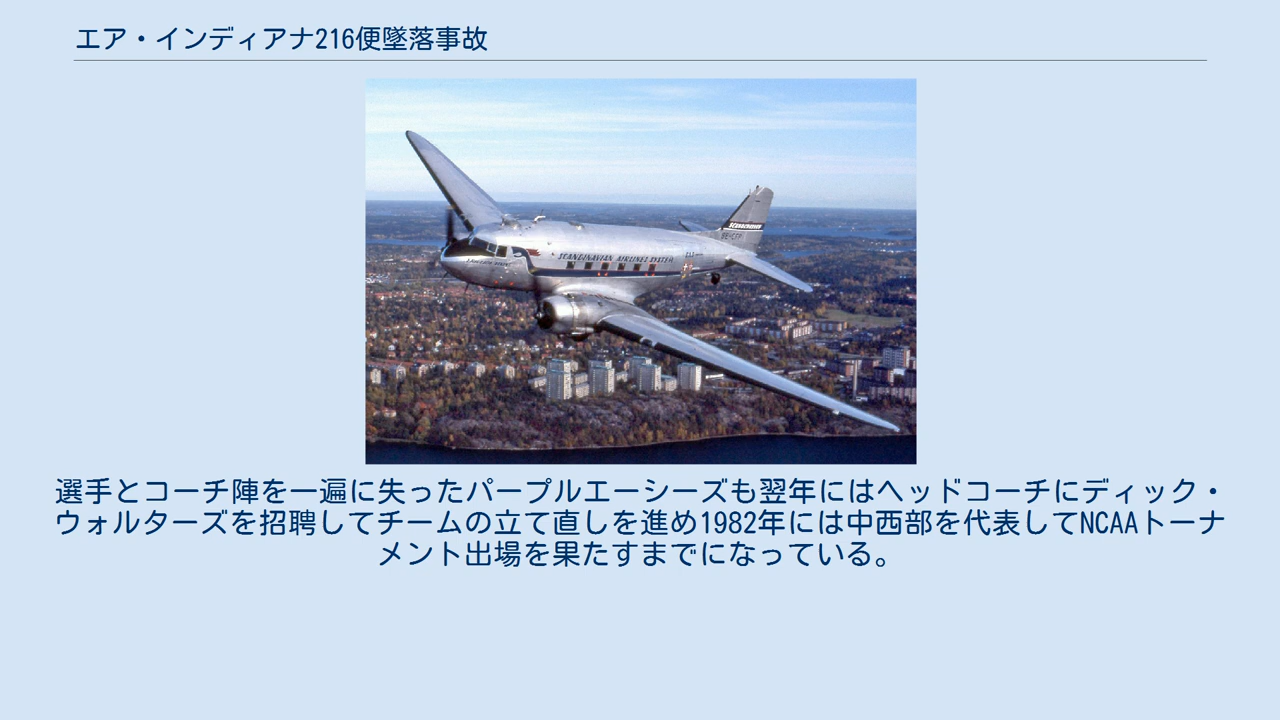 エア・インディアナ216便墜落事故
SCANDINAVIAN AIRLINES SYSTEM
選手とコーチ陣を一遍に失ったパープルエーシーズも翌年にはヘッドコーチにディック・
ウォルターズを招聘してチームの立て直しを進め1982年には中西部を代表してNCAAトーナ
メント出場を果たすまでになっている。